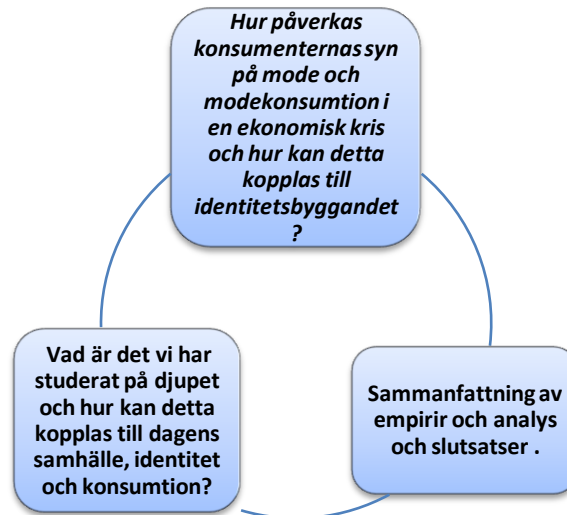 Hur påverkas
konsumenternas syn
på mode och
modekonsumtion i
en ekonomisk kris
och hur kan detta
kopplas till
identitetsbyggandet
?
Vad är det vi har
studerat på djupet
och hur kan detta
kopplas till dagens
samhälle, identitet
och konsumtion?
Sammanfattning av
empirir och analys
och slutsatser .